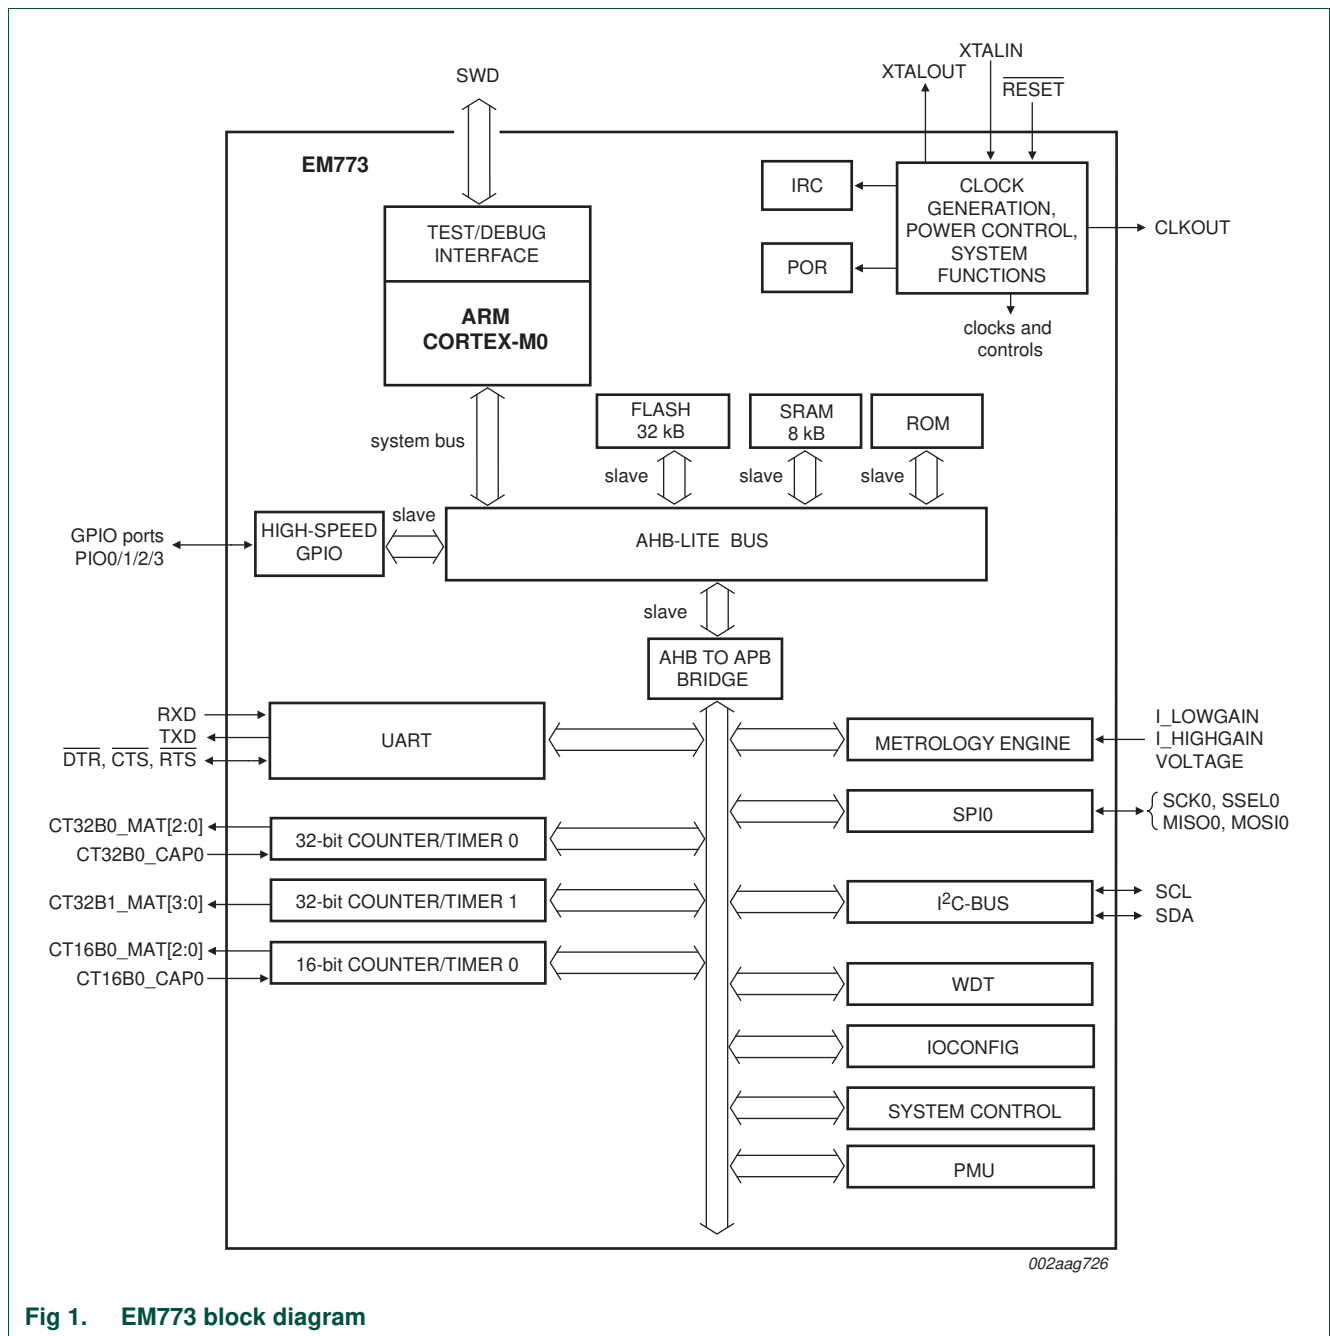 XTALIN
XTALOUT
RESET
SWD
EM773
IRC
POR
CLOCK
GENERATION,
POWER CONTROL,
SYSTEM
FUNCTIONS
CLKOUT
clocks and
controls
TEST/DEBUG
INTERFACE
ARM
CORTEX-M0
system bus
FLASH
32 kB
SRAM
8 kB
ROM
slave
slave
slave
GPIO ports
PIO0/1/2/3
HIGH-SPEED
GPIO
slave
AHB-LITE BUS
slave
AHB TO APB
BRIDGE
RXD
TXD
DTR, CTS, RTS
UART
METROLOGY ENGINE
I_LOWGAIN
I_HIGHGAIN
VOLTAGE
SPI0
SCK0, SSEL0
MISO0, MOSI0
CT32B0_MAT[2:0]
CT32B0_CAP0
32-bit COUNTER/TIMER 0
CT32B1_MAT[3:0]
32-bit COUNTER/TIMER 1
I²C-BUS
SCL
SDA
CT16B0_MAT[2:0]
CT16B0_CAP0
16-bit COUNTER/TIMER 0
WDT
IOCONFIG
SYSTEM CONTROL
PMU
002aag726
Fig 1. EM773 block diagram